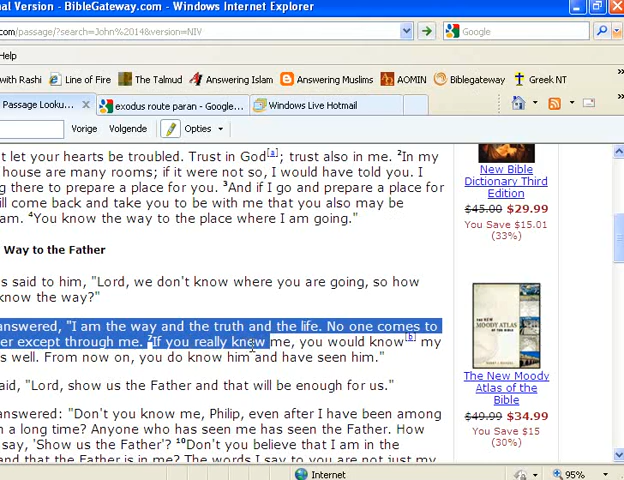 nal Version - BibleGateway.com - Windows Internet Explorer
com/passage/?search=John%2014&version=NIV
Google
Help
with Rashi Line of Fire The Talmud Answering Islam Answering Muslims AOMIN Biblegateway Greek NT
Passage Looku... exodus route paran - Google... Windows Live Hotmail
Vorige Volgende Opties
t let your hearts be troubled. Trust in God[a]; trust also in me. 2In my
house are many rooms; if it were not so, I would have told you. I
g there to prepare a place for you. 3And if I go and prepare a place for
ill come back and take you to be with me that you also may be
am. 4You know the way to the place where I am going."
Way to the Father
s said to him, "Lord, we don't know where you are going, so how
know the way?"
answered, "I am the way and the truth and the life. No one comes to
er except through me. 7If you really knew me, you would know[b] my
s well. From now on, you do know him and have seen him."
aid, "Lord, show us the Father and that will be enough for us."
answered: "Don't you know me, Philip, even after I have been among
h a long time? Anyone who has seen me has seen the Father. How
say, 'Show us the Father'? 10Don't you believe that I am in the
and that the Father is in me? The words I say to you are not just my
New Bible
Dictionary Third
Edition
$45.00 $29.99
You Save $15.01
(33%)
THE NEW
MOODY ATLAS
OF THE
BIBLE
The New Moody
Atlas of the
Bible
$49.99 $34.99
You Save $15
(30%)
Internet 95%